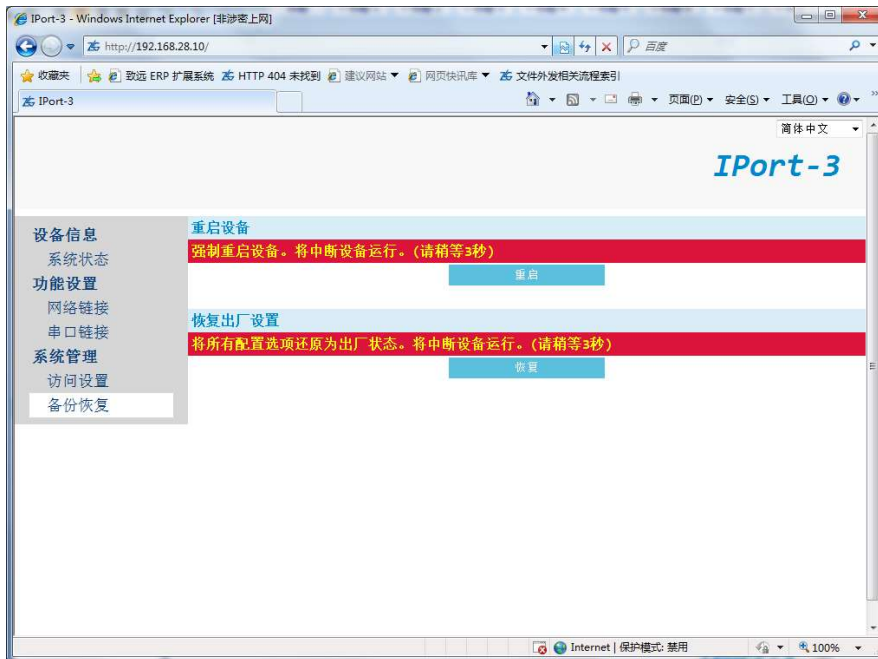 IPort-3 - Windows Internet Explorer [非涉密上网]
http://192.168.28.10/
百度
收藏夹 致远 ERP 扩展系统 HTTP 404 未找到 建议网站 网页快讯库 文件外发相关流程索引
IPort-3
页面(P) 安全(S) 工具(O)
简体中文
IPort-3
设备信息
系统状态
功能设置
网络链接
串口链接
系统管理
访问设置
备份恢复
重启设备
强制重启设备。将中断设备运行。(请稍等3秒)
重启
恢复出厂设置
将所有配置选项还原为出厂状态。将中断设备运行。(请稍等3秒)
恢复
Internet | 保护模式: 禁用
100%